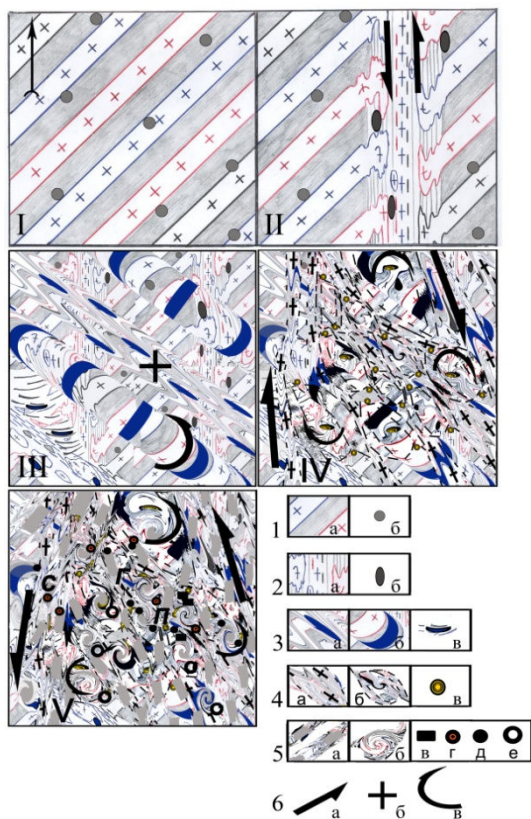 I
II
III
IV
С
Г
П
V
1 а б
2 а б
3 а б в
4 а б в
5 а б в г д е
6 а б в